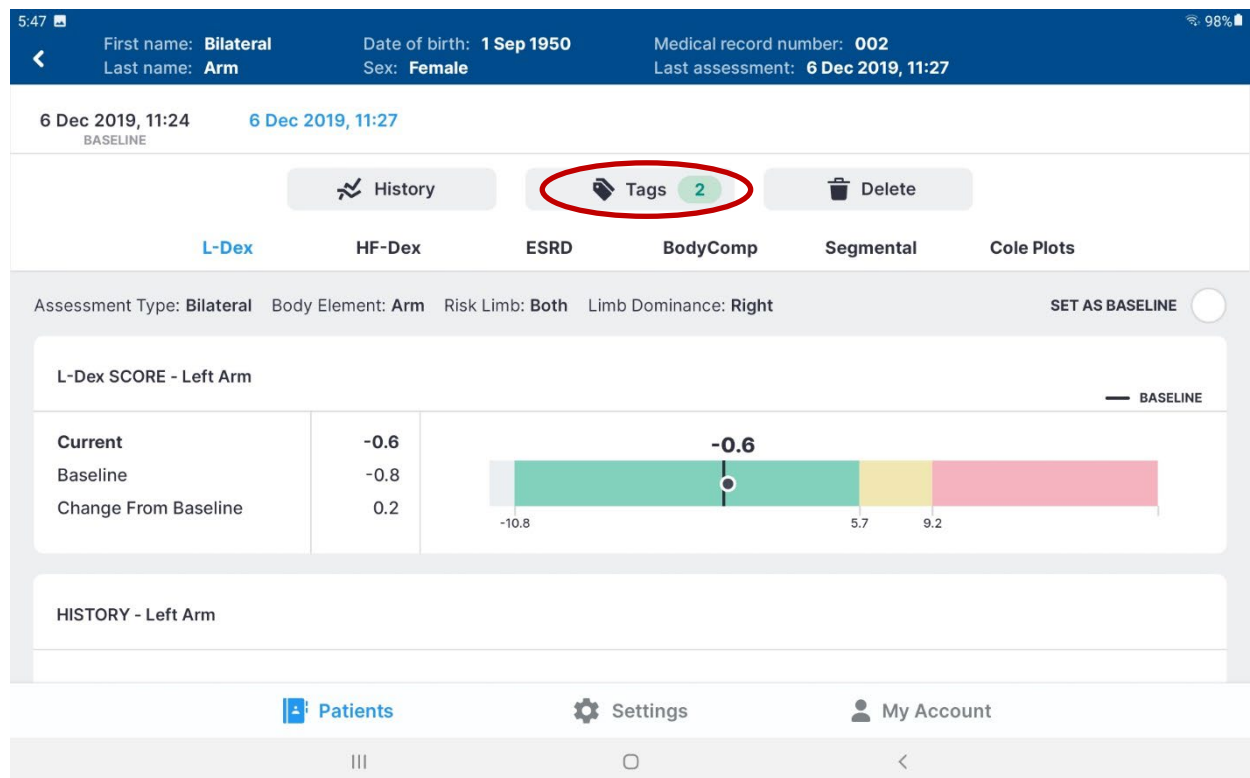 5:47 98%
First name: Bilateral Date of birth: 1 Sep 1950 Medical record number: 002
Last name: Arm Sex: Female Last assessment: 6 Dec 2019, 11:27
6 Dec 2019, 11:24 6 Dec 2019, 11:27
BASELINE
History Tags 2 Delete
L-Dex HF-Dex ESRD BodyComp Segmental Cole Plots
Assessment Type: Bilateral Body Element: Arm Risk Limb: Both Limb Dominance: Right SET AS BASELINE
L-Dex SCORE - Left Arm
BASELINE
Current -0.6 -0.6
Baseline -0.8
Change From Baseline 0.2
-10.8 5.7 9.2
HISTORY - Left Arm
Patients Settings My Account